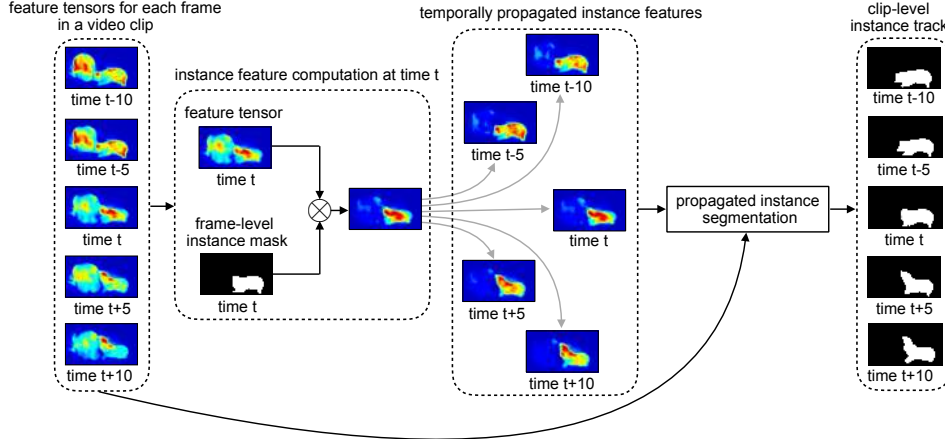 feature tensors for each frame
in a video clip
time t-10
time t-5
time t
time t+5
time t+10
instance feature computation at time t
feature tensor
time t
frame-level
instance mask
time t
temporally propagated instance features
time t-10
time t-5
time t
time t+5
time t+10
propagated instance
segmentation
clip-level
instance track
time t-10
time t-5
time t
time t+5
time t+10